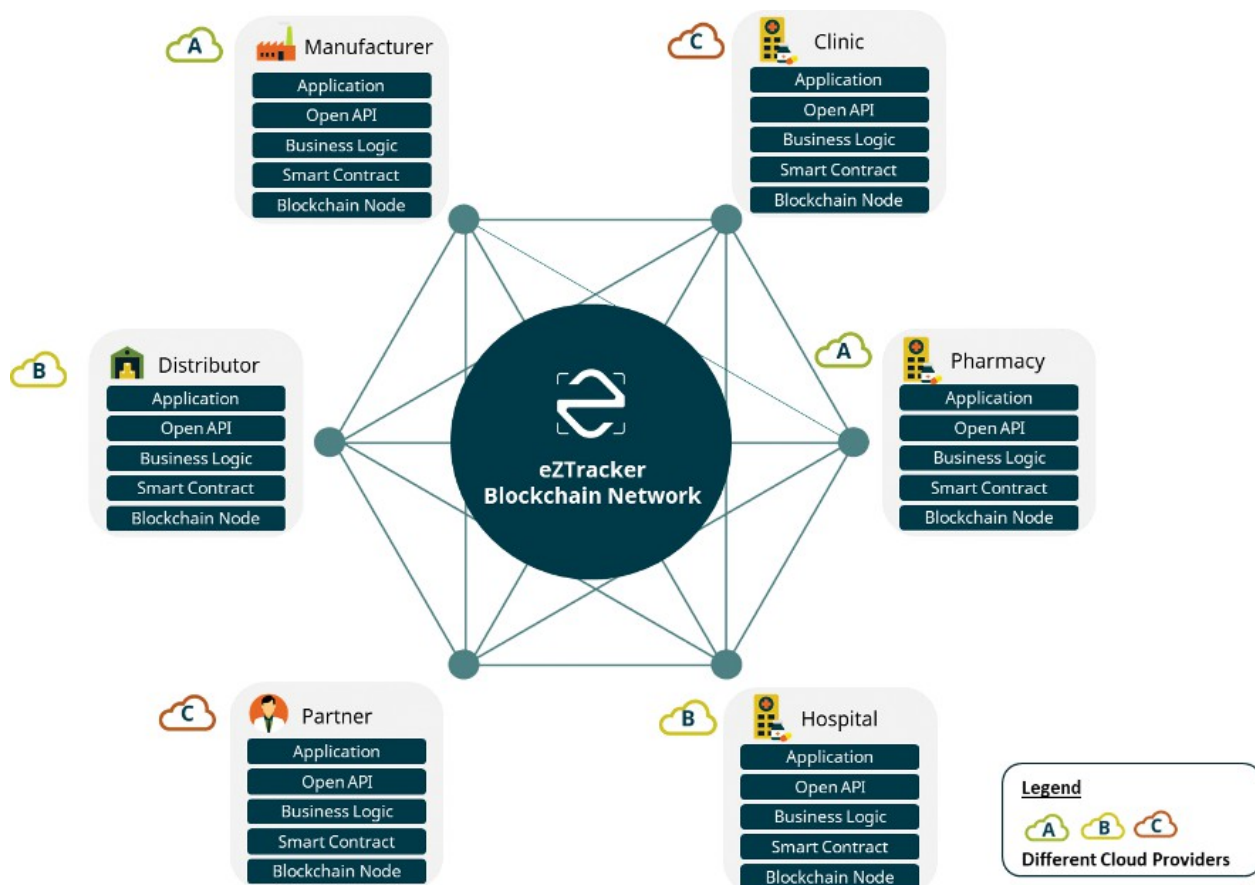 A
Manufacturer
Application
Open API
Business Logic
Smart Contract
Blockchain Node
C
Clinic
Application
Open API
Business Logic
Smart Contract
Blockchain Node
B
Distributor
Application
Open API
Business Logic
Smart Contract
Blockchain Node
eZTracker
Blockchain Network
A
Pharmacy
Application
Open API
Business Logic
Smart Contract
Blockchain Node
C
Partner
Application
Open API
Business Logic
Smart Contract
Blockchain Node
B
Hospital
Application
Open API
Business Logic
Smart Contract
Blockchain Node
Legend
A B C
Different Cloud Providers